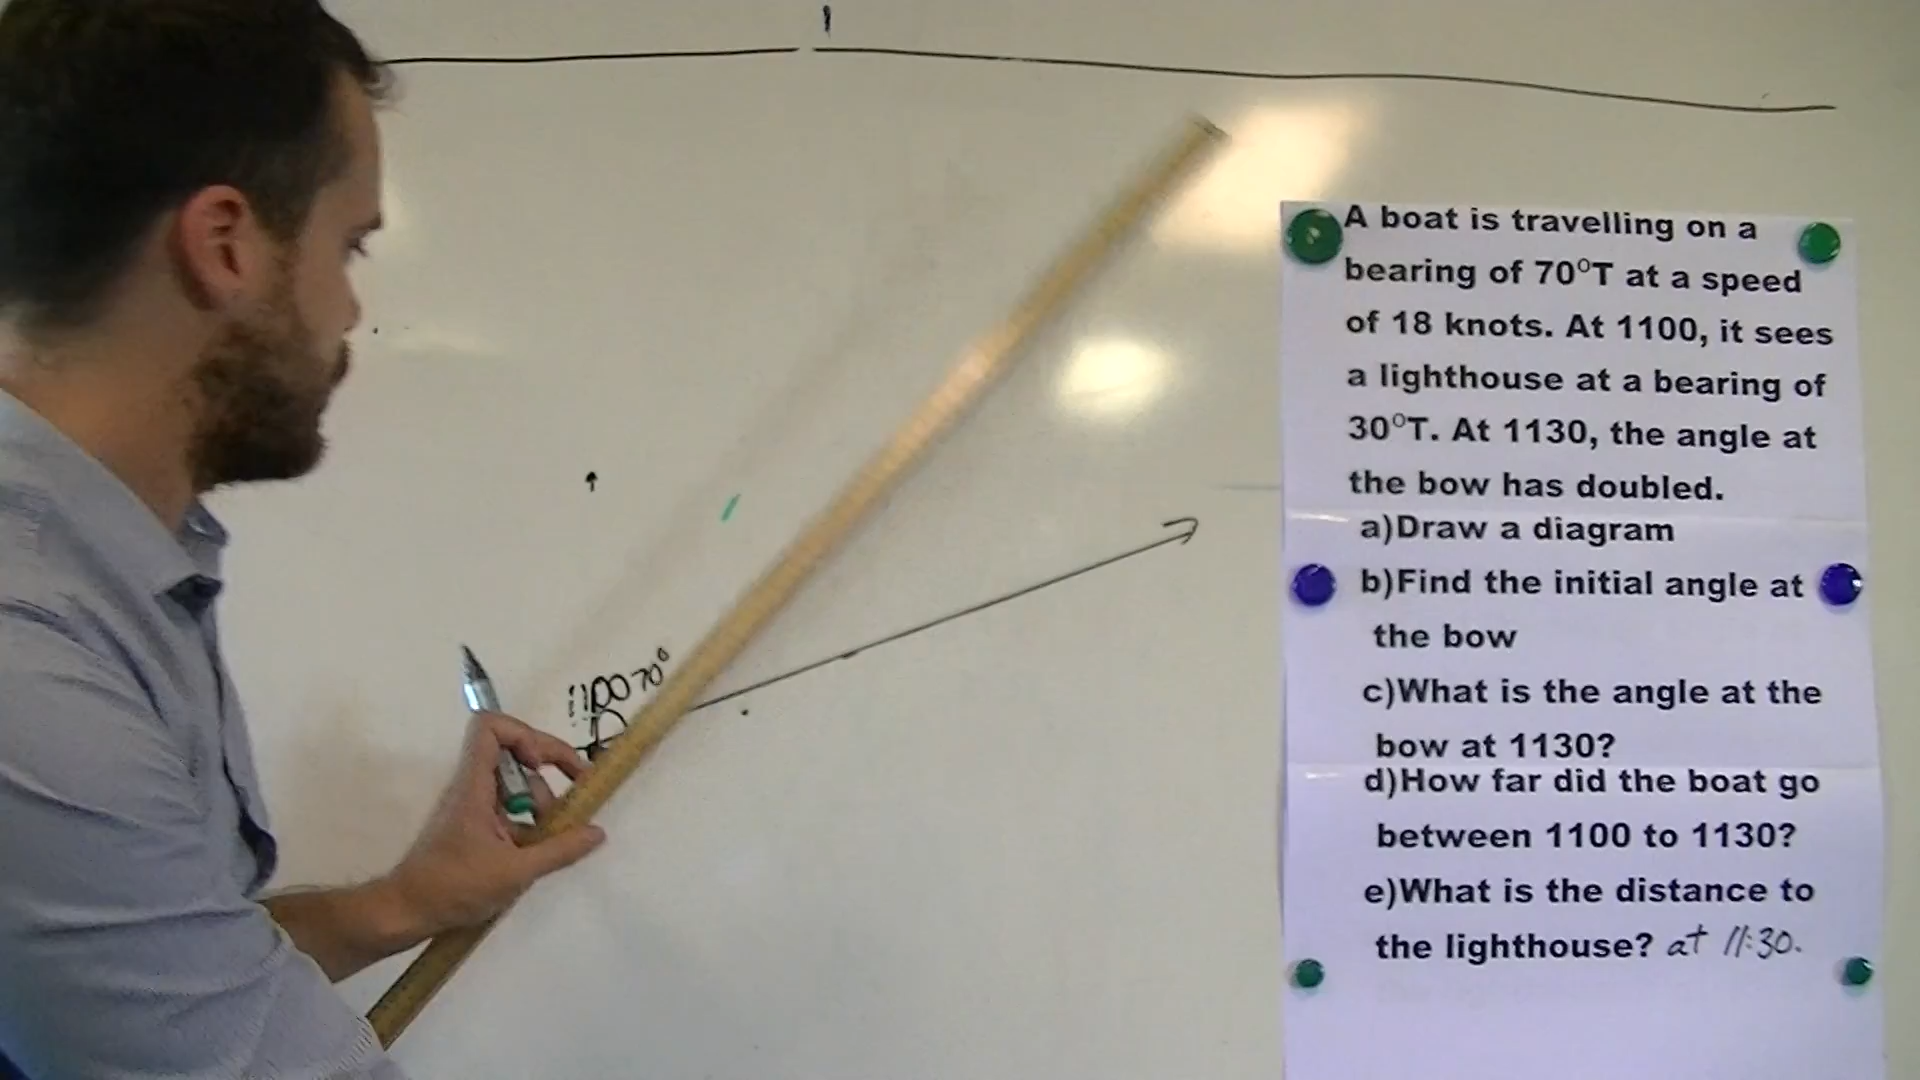 1100 70°
A boat is travelling on a
bearing of 70°T at a speed
of 18 knots. At 1100, it sees
a lighthouse at a bearing of
30°T. At 1130, the angle at
the bow has doubled.
a)Draw a diagram
b)Find the initial angle at
the bow
c)What is the angle at the
bow at 1130?
d)How far did the boat go
between 1100 to 1130?
e)What is the distance to
the lighthouse? at 11:30.